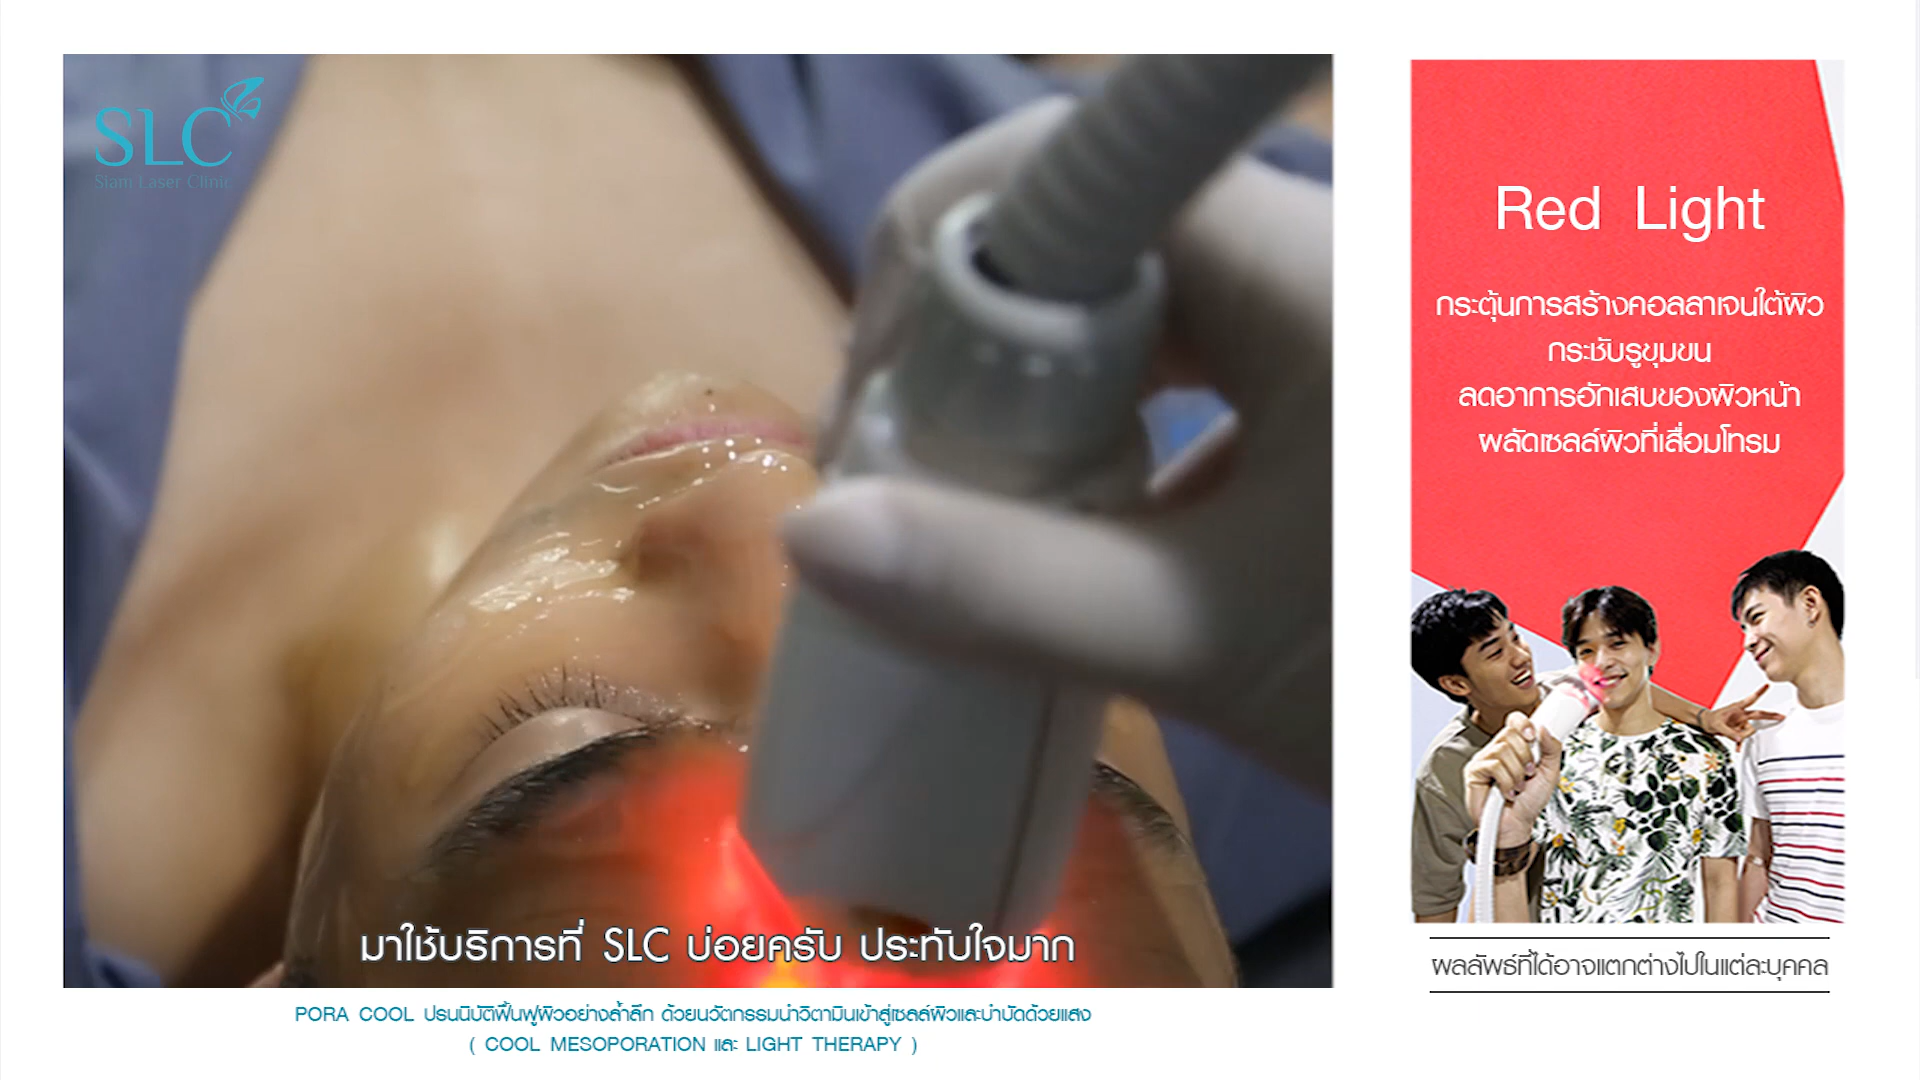 SLC
Siam Laser Clinic
Red Light
กระตุ้นการสร้างคอลลาเจนใต้ผิว
กระชับรูขุมขน
ลดอาการอักเสบของผิวหน้า
ผลัดเซลล์ผิวที่เสื่อมโทรม
มาใช้บริการที่ SLC บ่อยครับ ประทับใจมาก
ผลลัพธ์ที่ได้อาจแตกต่างไปในแต่ละบุคคล
PORA COOL ปรนนิบัติฟื้นฟูผิวอย่างล้ำลึก ด้วยนวัตกรรมนำวิตามินเข้าสู่เซลล์ผิวและบำบัดด้วยแสง
( COOL MESOPORATION และ LIGHT THERAPY )